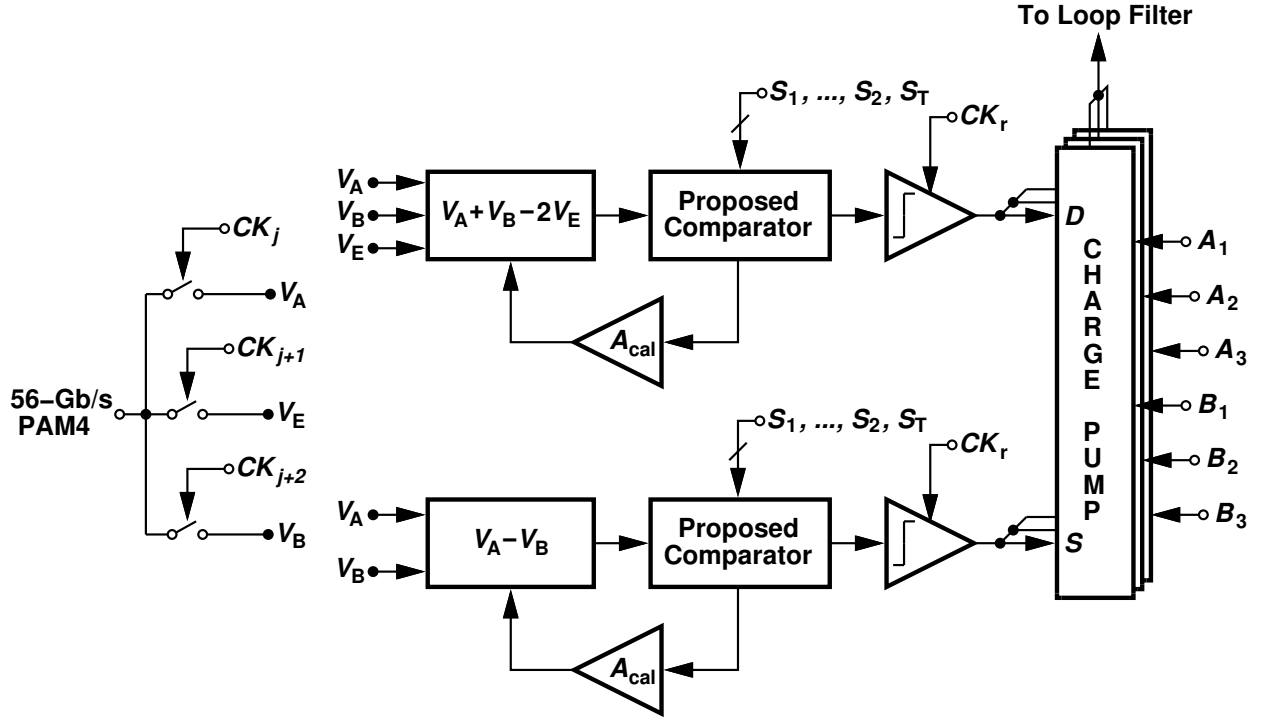 To Loop Filter
S1, ..., S2, ST
CKr
VA
VB
VE
VA+VB−2VE
Proposed
Comparator
D
CKj
VA
Acal
CKj+1
56−Gb/s
PAM4
VE
CKj+2
VB
S1, ..., S2, ST
CKr
VA
VB
VA−VB
Proposed
Comparator
S
Acal
CHARGE PUMP
A1
A2
A3
B1
B2
B3